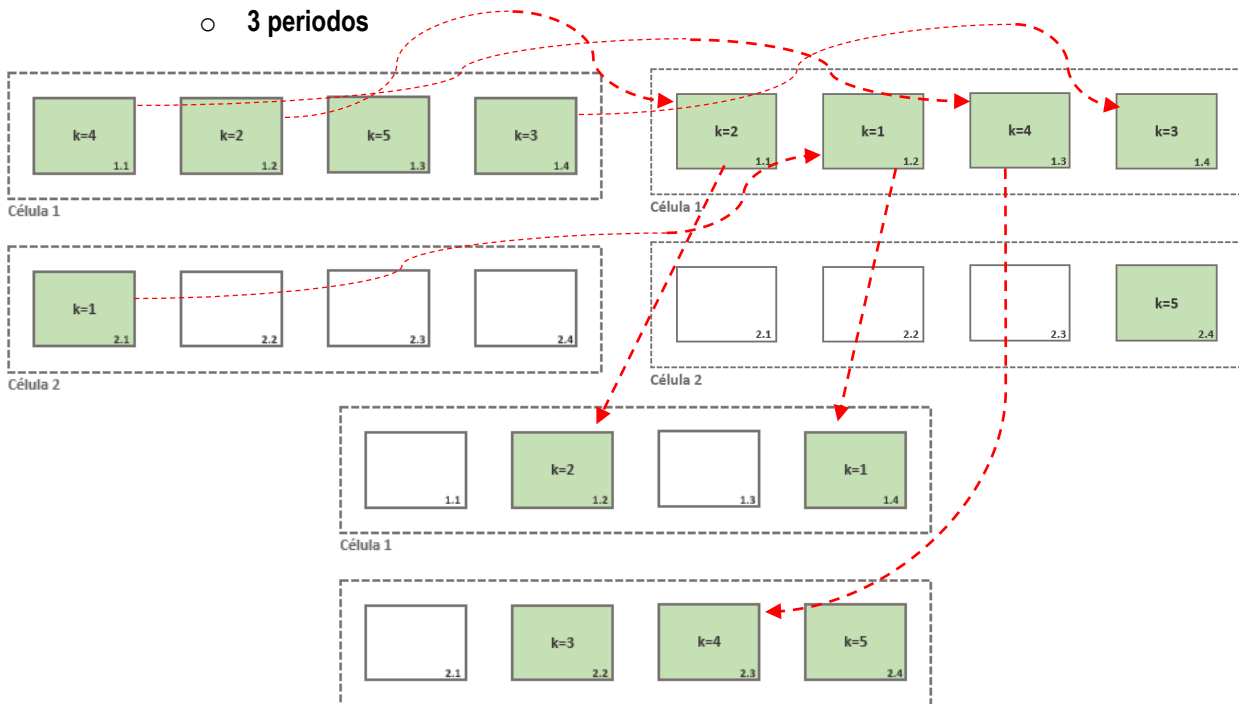 ○ 3 periodos
k=4 k=2 k=5 k=3
1.1 1.2 1.3 1.4
Célula 1
k=1
2.1 2.2 2.3 2.4
Célula 2
k=2 k=1 k=4 k=3
1.1 1.2 1.3 1.4
Célula 1
k=5
2.1 2.2 2.3 2.4
Célula 2
k=2 k=1
1.1 1.2 1.3 1.4
Célula 1
k=3 k=4 k=5
2.1 2.2 2.3 2.4